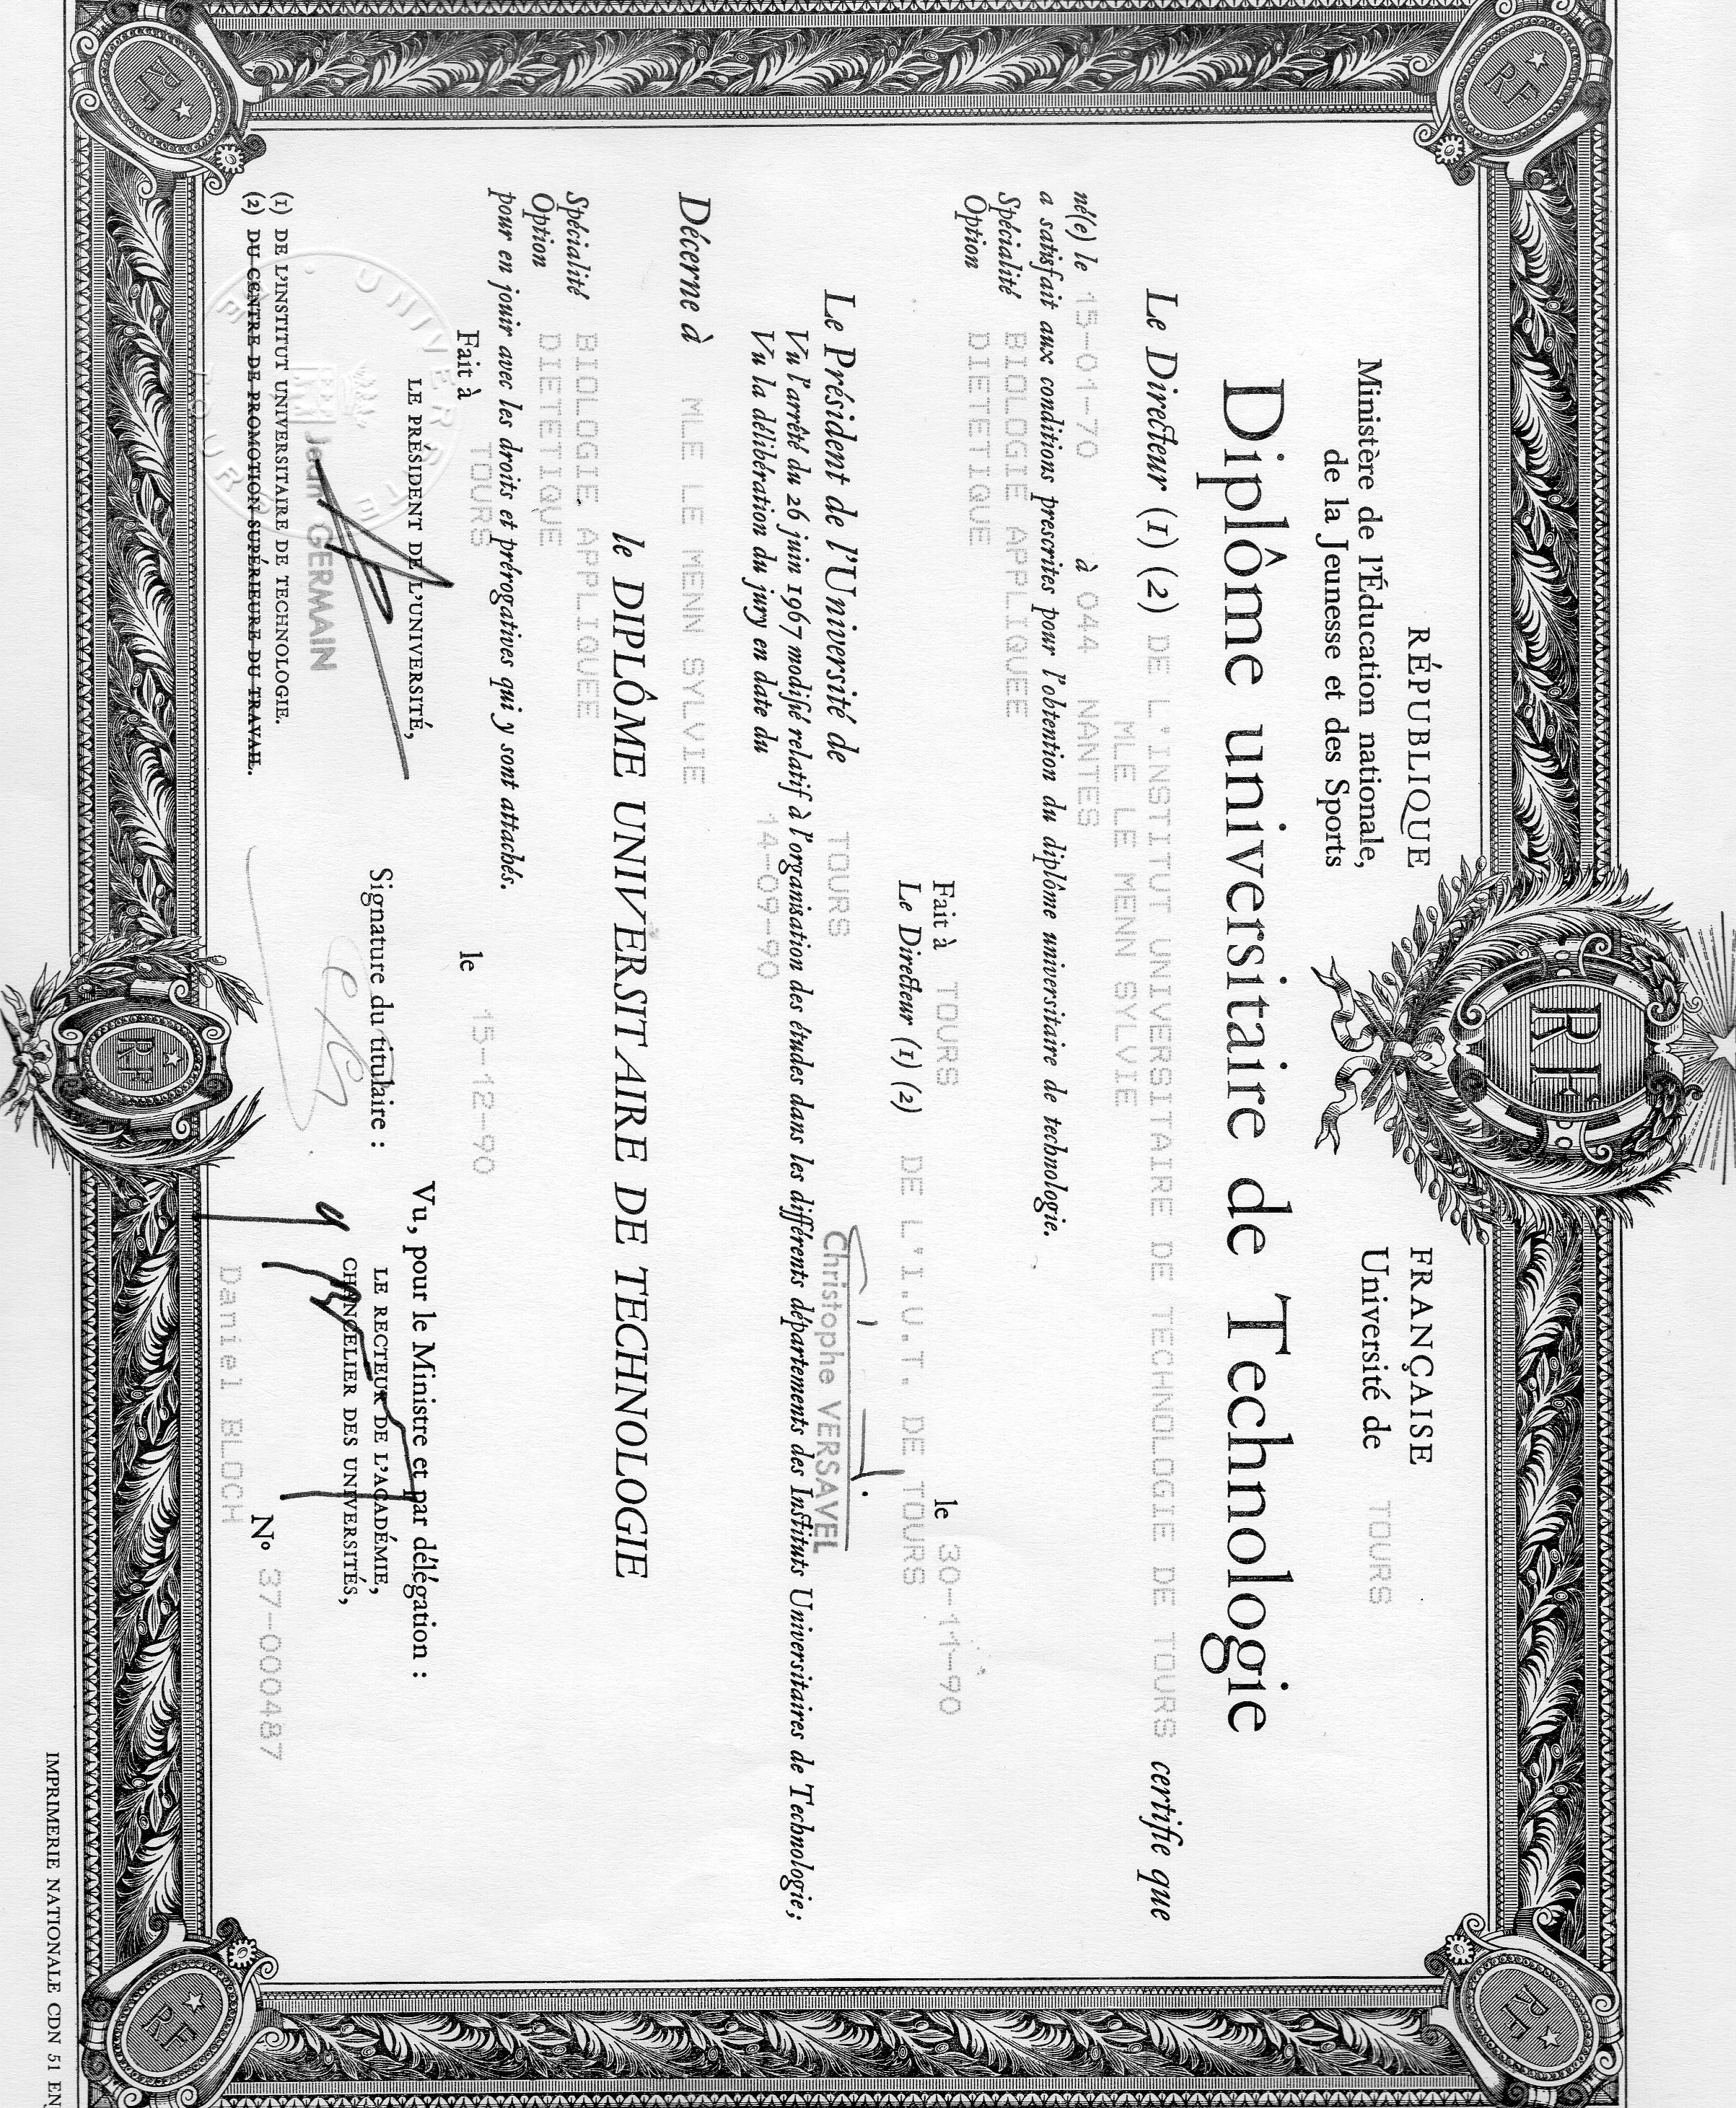 RÉPUBLIQUE FRANÇAISE
Ministère de l'Éducation nationale,
de la Jeunesse et des Sports
Université de TOURS
Diplôme universitaire de Technologie
Le Directeur (1) (2) DE L'INSTITUT UNIVERSITAIRE DE TECHNOLOGIE DE TOURS certifie que
MLE LE MENN SYLVIE
né(e) le 15-01-70 à 044 NANTES
a satisfait aux conditions prescrites pour l'obtention du diplôme universitaire de technologie.
Spécialité BIOLOGIE APPLIQUEE
Option DIETETIQUE
Fait à TOURS le 30-11-90
Le Directeur (1) (2) DE L'I.U.T. DE TOURS
Christophe VERSAVEL
Le Président de l'Université de TOURS
Vu l'arrêté du 26 juin 1967 modifié relatif à l'organisation des études dans les différents départements des Instituts Universitaires de Technologie;
Vu la délibération du jury en date du 14-09-90
Décerne à MLE LE MENN SYLVIE
le DIPLÔME UNIVERSITAIRE DE TECHNOLOGIE
Spécialité BIOLOGIE APPLIQUEE
Option DIETETIQUE
pour en jouir avec les droits et prérogatives qui y sont attachés.
Fait à TOURS le 15-12-90
LE PRÉSIDENT DE L'UNIVERSITÉ,
Jean GERMAIN
Signature du titulaire :
Vu, pour le Ministre et par délégation :
LE RECTEUR DE L'ACADÉMIE,
CHANCELIER DES UNIVERSITÉS,
Daniel BLOCH
(1) DE L'INSTITUT UNIVERSITAIRE DE TECHNOLOGIE.
(2) DU CENTRE DE PROMOTION SUPÉRIEURE DU TRAVAIL.
N° 37-000487
UNIVERSITE
TOURS
RF
RF
RF
RF
RF
RF
IMPRIMERIE NATIONALE CDN 51 EN